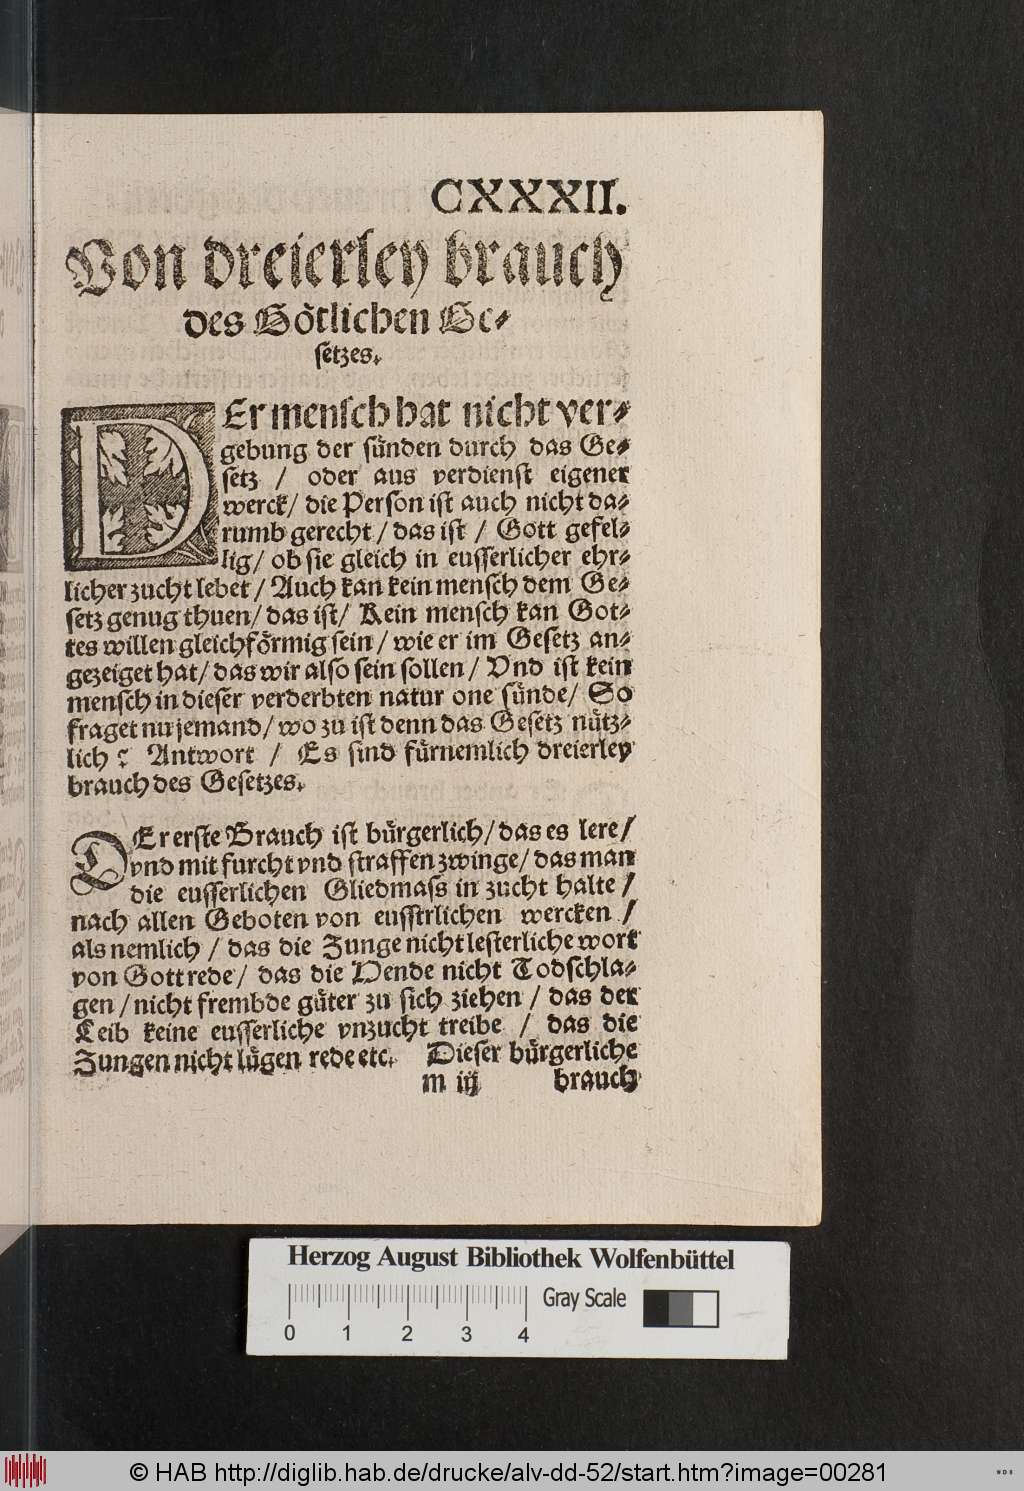 CXXXII.
Von dreierley brauch
des Götlichen Ge-
setzes.
DEr mensch hat nicht ver-
gebung der sünden durch das Ge-
setz / oder aus verdienst eigener
werck / die Person ist auch nicht da-
rumb gerecht / das ist / Gott gefel-
lig / ob sie gleich in eusserlicher ehr-
licher zucht lebet / Auch kan kein mensch dem Ge-
setz genug thuen / das ist / Kein mensch kan Got-
tes willen gleichförmig sein / wie er im Gesetz an-
gezeiget hat / das wir also sein sollen / Vnd ist kein
mensch in dieser verderbten natur one sünde / So
fraget nu jemand / wo zu ist denn das Gesetz nütz-
lich ? Antwort / Es sind fürnemlich dreierley
brauch des Gesetzes.
DEr erste Brauch ist bürgerlich / das es lere /
vnd mit furcht vnd straffen zwinge / das man
die eusserlichen Gliedmass in zucht halte /
nach allen Geboten von eusstrlichen wercken /
als nemlich / das die Zunge nicht lesterliche wort
von Gott rede / das die Hende nicht Todschla-
gen / nicht frembde güter zu sich ziehen / das der
Leib keine eusserliche vnzucht treibe / das die
Zungen nicht lügen rede etc. Dieser bürgerliche
m iij brauch
Herzog August Bibliothek Wolfenbüttel
Gray Scale
0 1 2 3 4
© HAB http://diglib.hab.de/drucke/alv-dd-52/start.htm?image=00281
WDB